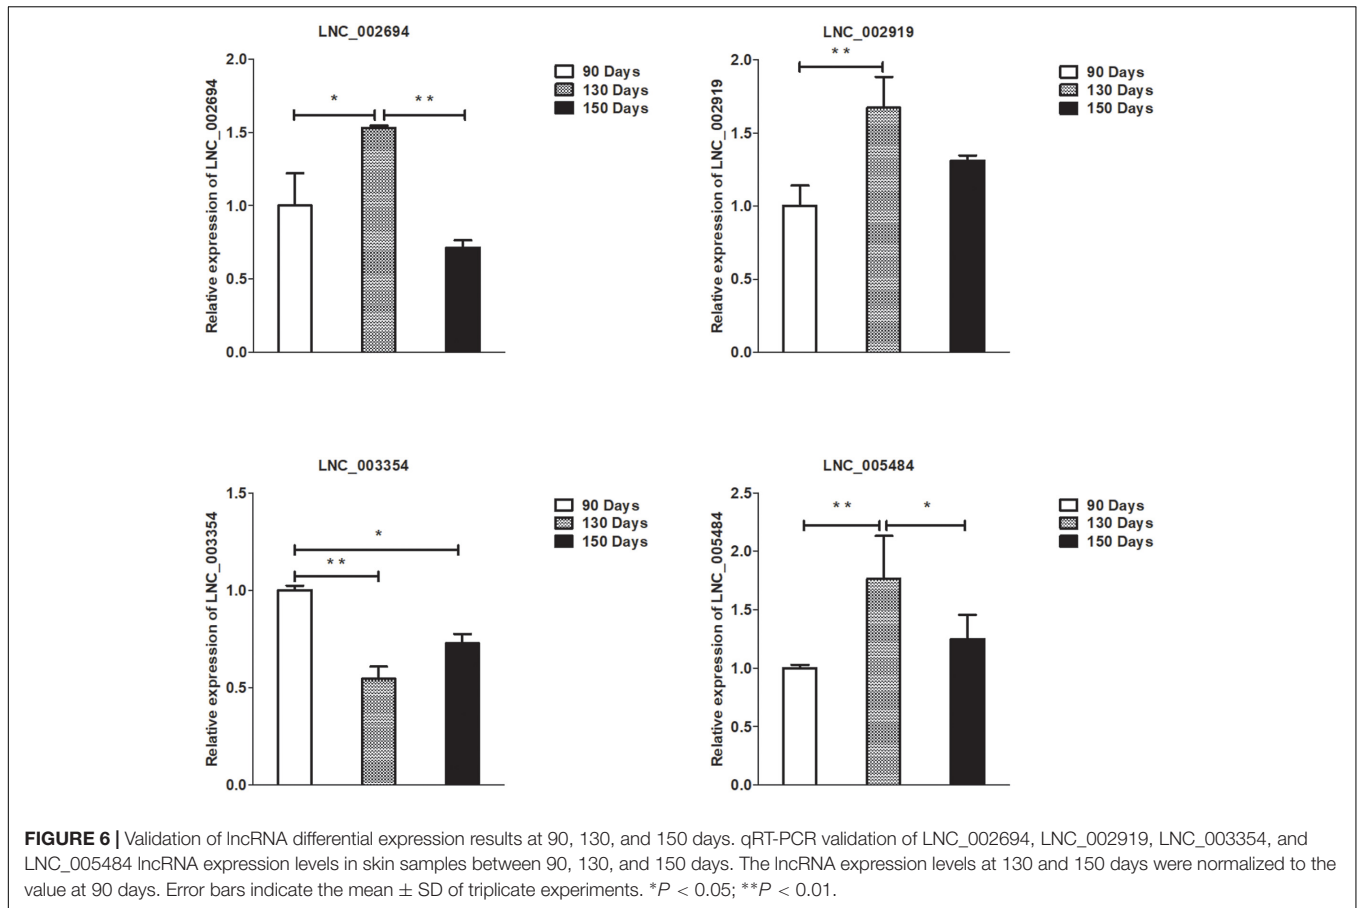 LNC_002694
Relative expression of LNC_002694
2.0
1.5
1.0
0.5
0.0
*
**
90 Days
130 Days
150 Days
LNC_002919
Relative expression of LNC_002919
2.0
1.5
1.0
0.5
0.0
**
90 Days
130 Days
150 Days
LNC_003354
Relative expression of LNC_003354
1.5
1.0
0.5
0.0
*
**
90 Days
130 Days
150 Days
LNC_005484
Relative expression of LNC_005484
2.5
2.0
1.5
1.0
0.5
0.0
**
*
90 Days
130 Days
150 Days
FIGURE 6 | Validation of lncRNA differential expression results at 90, 130, and 150 days. qRT-PCR validation of LNC_002694, LNC_002919, LNC_003354, and
LNC_005484 lncRNA expression levels in skin samples between 90, 130, and 150 days. The lncRNA expression levels at 130 and 150 days were normalized to the
value at 90 days. Error bars indicate the mean ± SD of triplicate experiments. *P < 0.05; **P < 0.01.